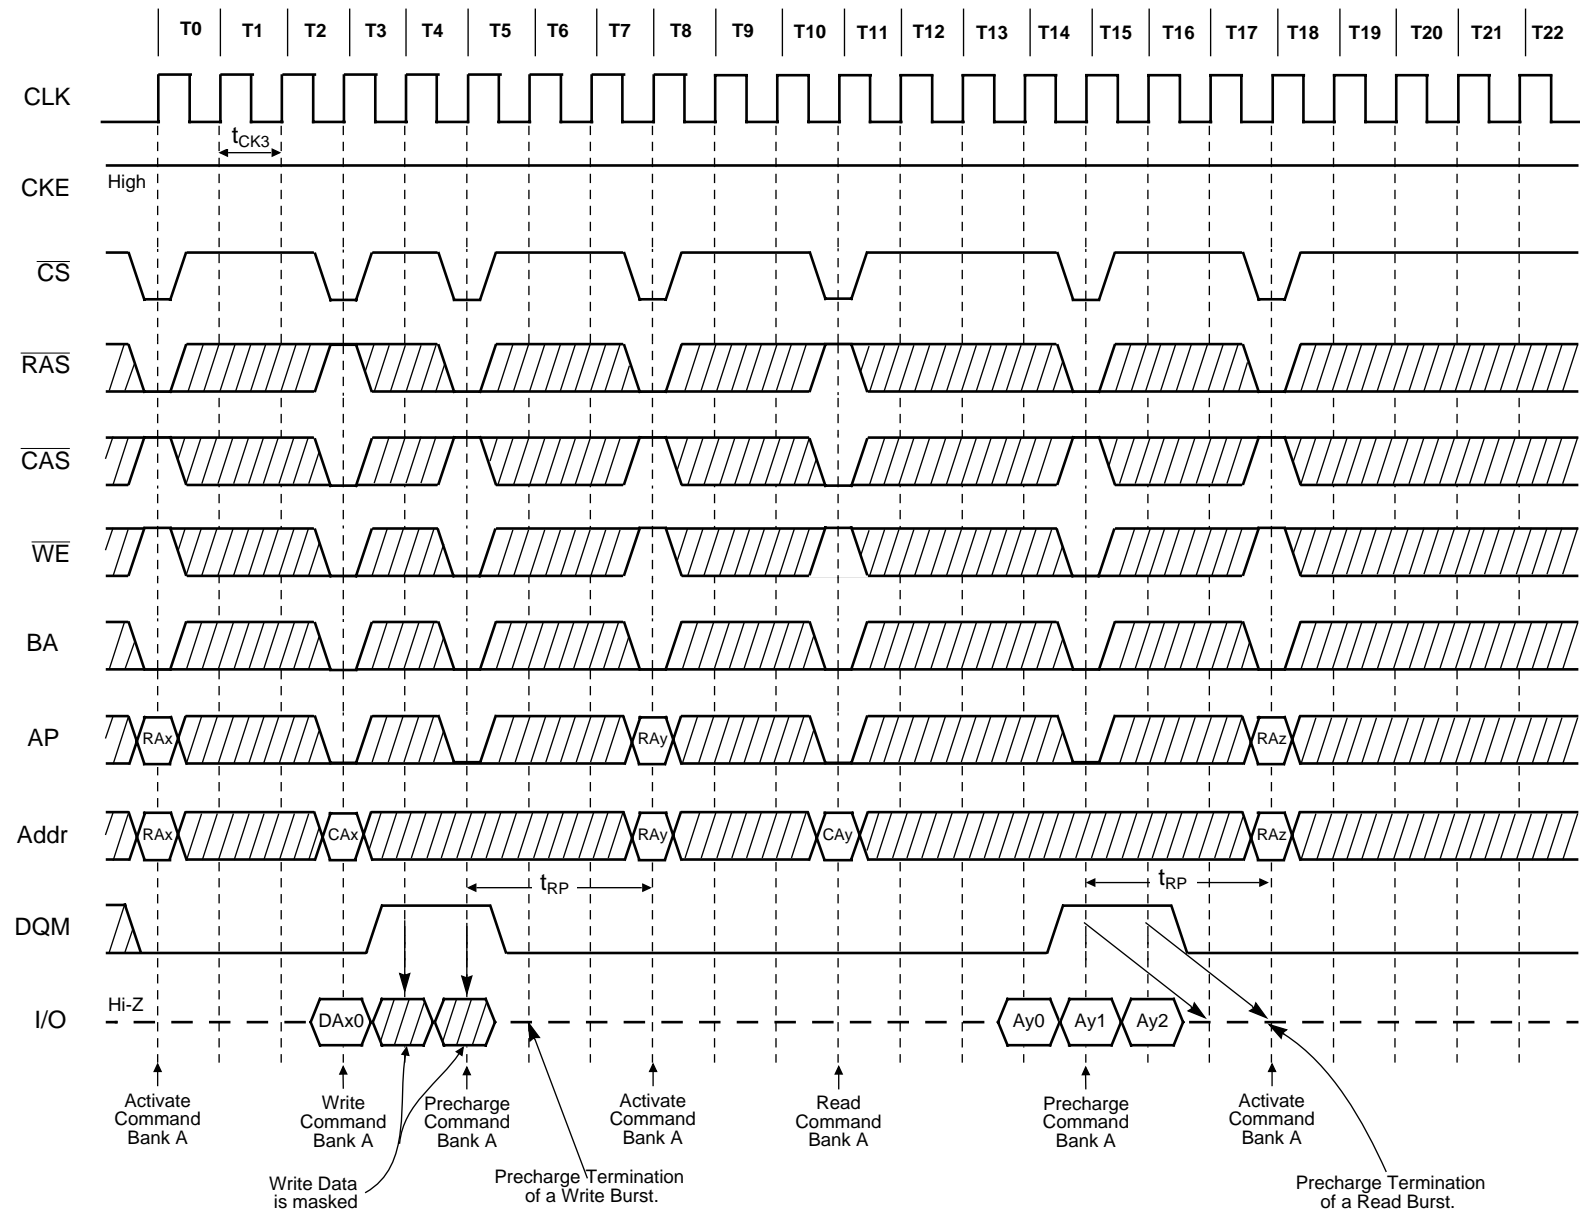 T0 T1 T2 T3 T4 T5 T6 T7 T8 T9 T10 T11 T12 T13 T14 T15 T16 T17 T18 T19 T20 T21 T22
CLK
tCK3
CKE
High
CS
RAS
CAS
WE
BA
AP
RAx RAy RAz
Addr
RAx CAx RAy CAy RAz
tRP tRP
DQM
I/O
Hi-Z
DAx0 Ay0 Ay1 Ay2
Activate
Command
Bank A
Write
Command
Bank A
Precharge
Command
Bank A
Activate
Command
Bank A
Read
Command
Bank A
Precharge
Command
Bank A
Activate
Command
Bank A
Write Data
is masked
Precharge Termination
of a Write Burst.
Precharge Termination
of a Read Burst.